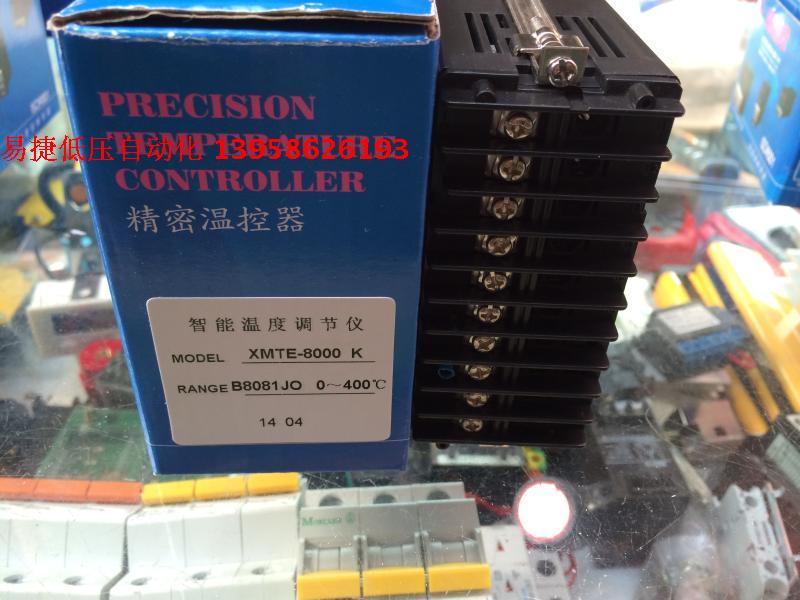 PRECISION
TEMPERATURE
易捷低压自动化 13958626193
CONTROLLER
精密温控器
智能温度调节仪
MODEL XMTE-8000 K
RANGE B8081JO 0～400℃
14 04